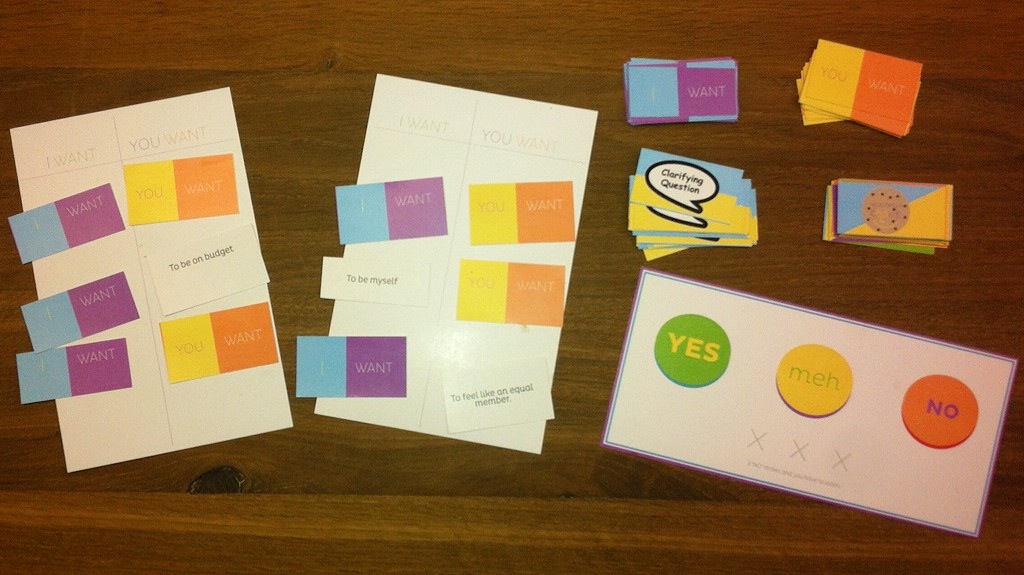 I WANT
YOU WANT
I WANT
YOU WANT
To be on budget
I WANT
YOU WANT
I WANT
I WANT
YOU WANT
I WANT
YOU WANT
To be myself
YOU WANT
I WANT
To feel like an equal
member.
I WANT
YOU WANT
Clarifying
Question
YES
meh
NO
X X X